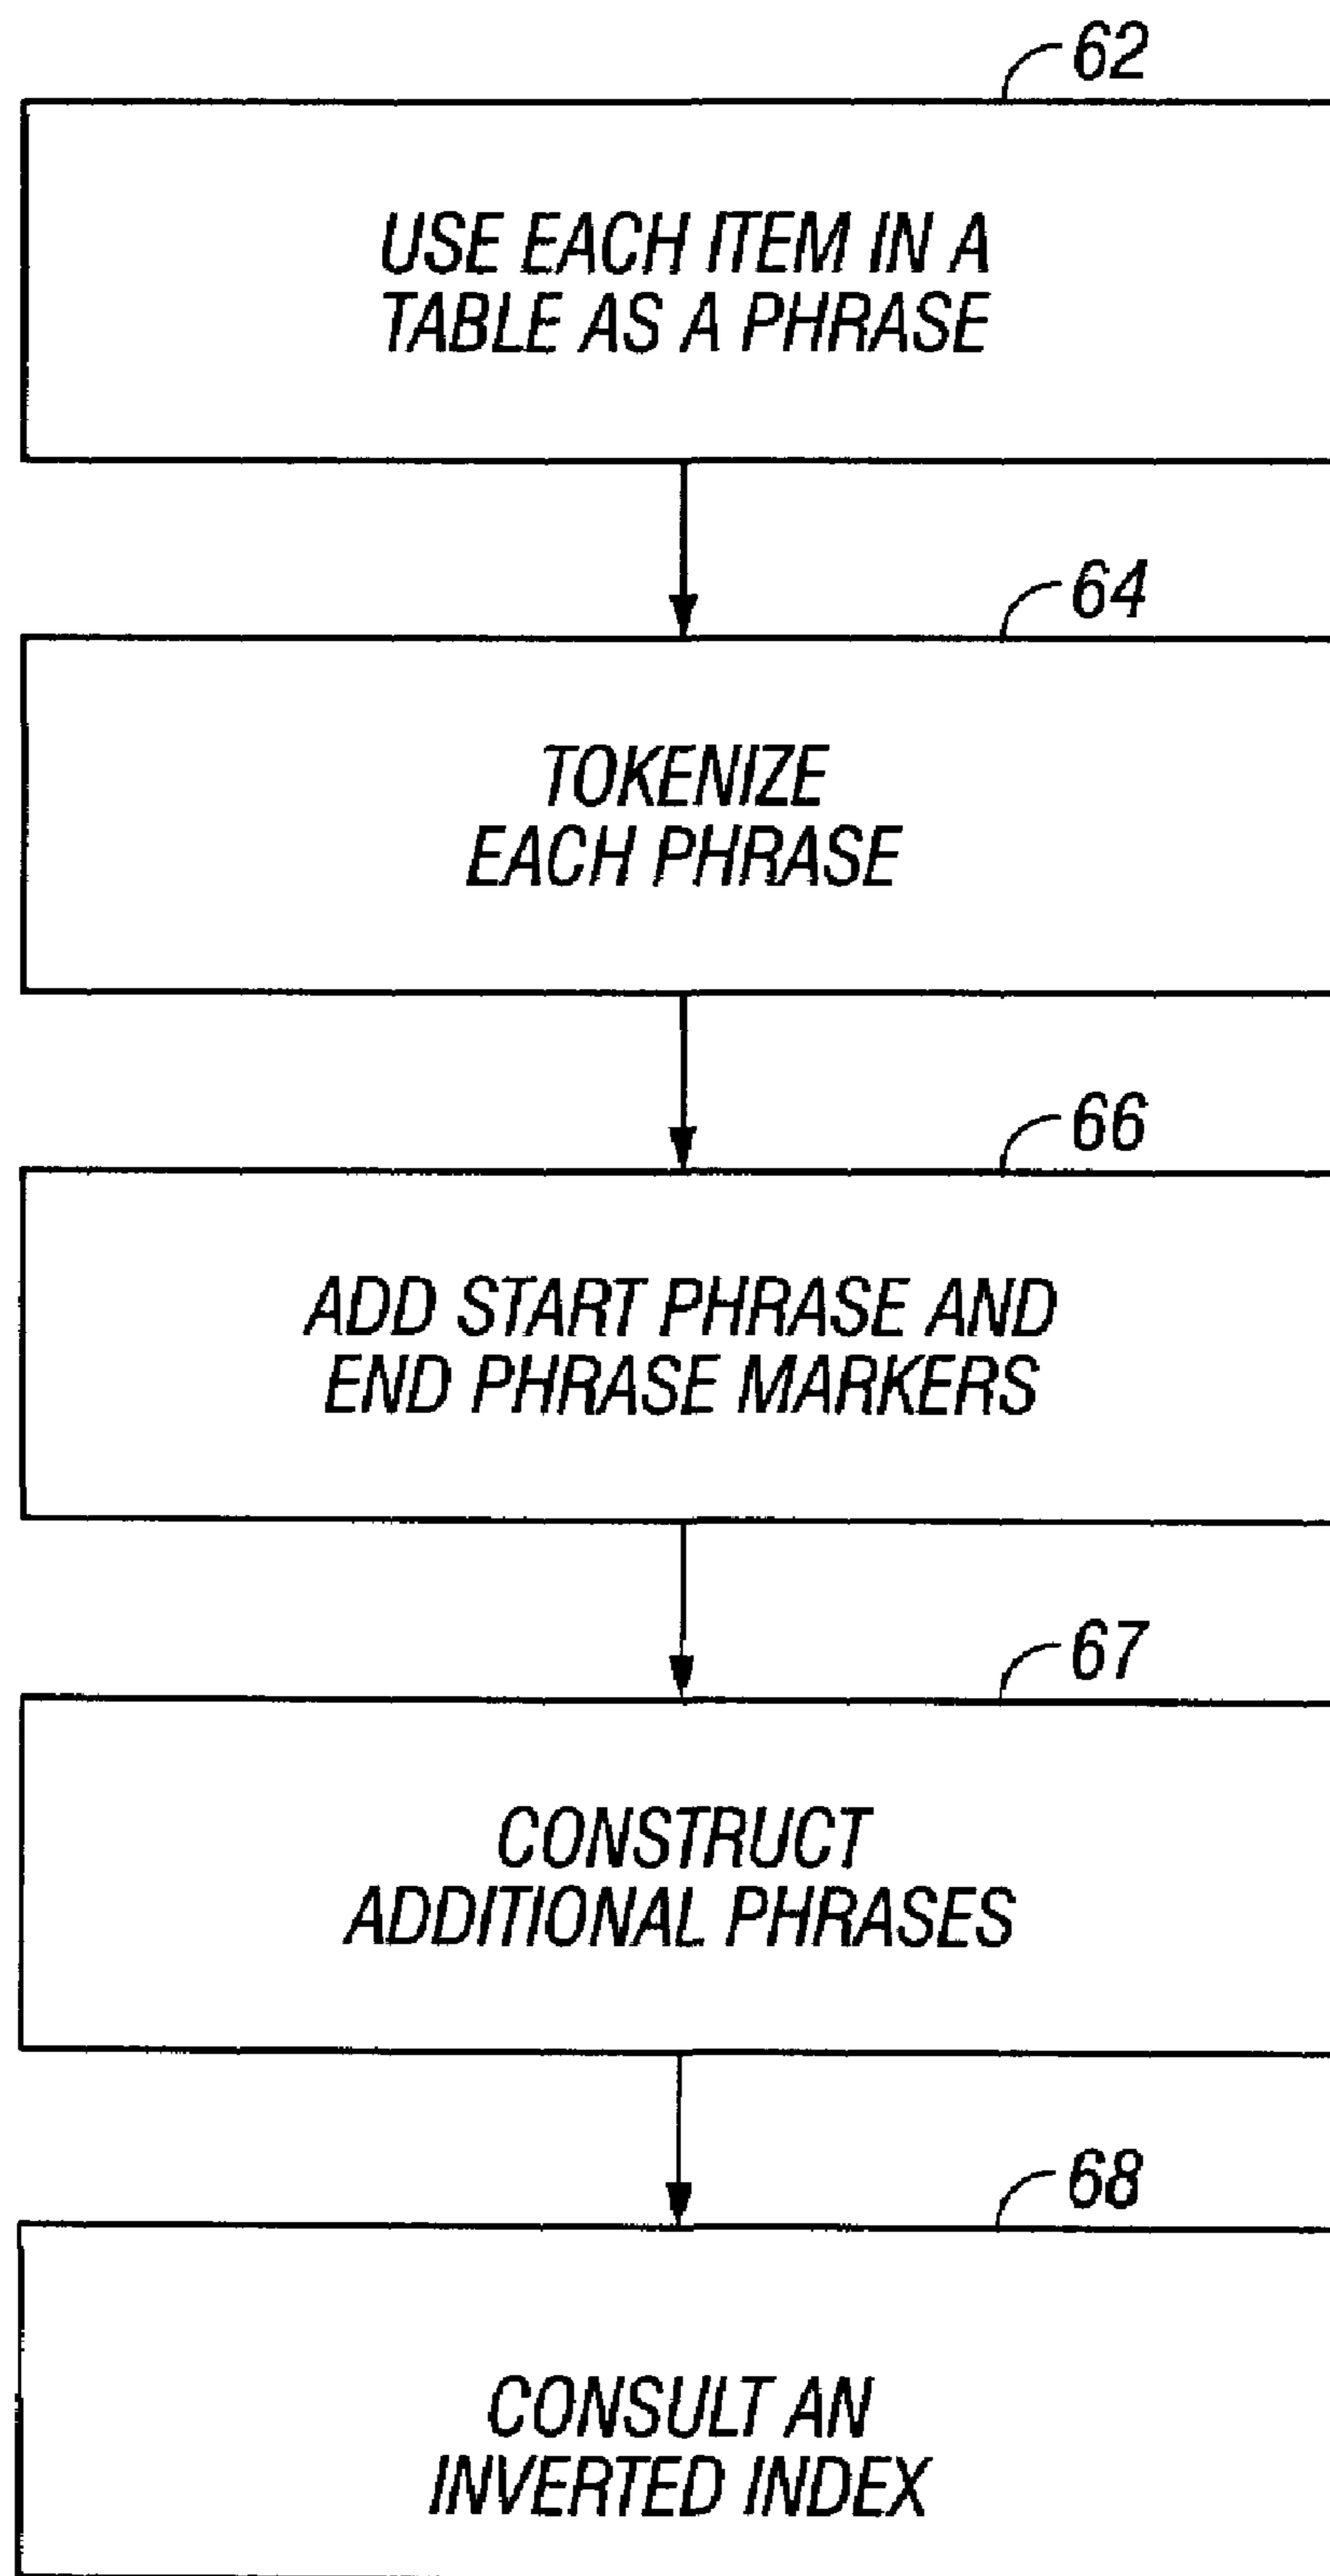 62
USE EACH ITEM IN A
TABLE AS A PHRASE
64
TOKENIZE
EACH PHRASE
66
ADD START PHRASE AND
END PHRASE MARKERS
67
CONSTRUCT
ADDITIONAL PHRASES
68
CONSULT AN
INVERTED INDEX